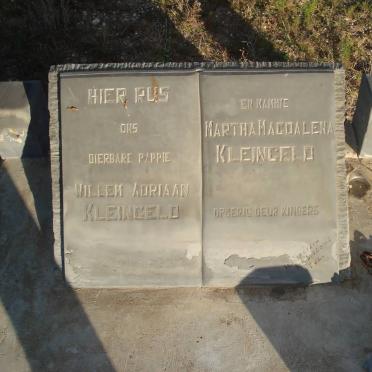 HIER RUS
ONS
DIERBARE PAPPIE
WILLEM ADRIAAN
KLEINGELD
EN MAMMIE
MARTHA MAGDALENA
KLEINGELD
OPGERIG DEUR KINDERS